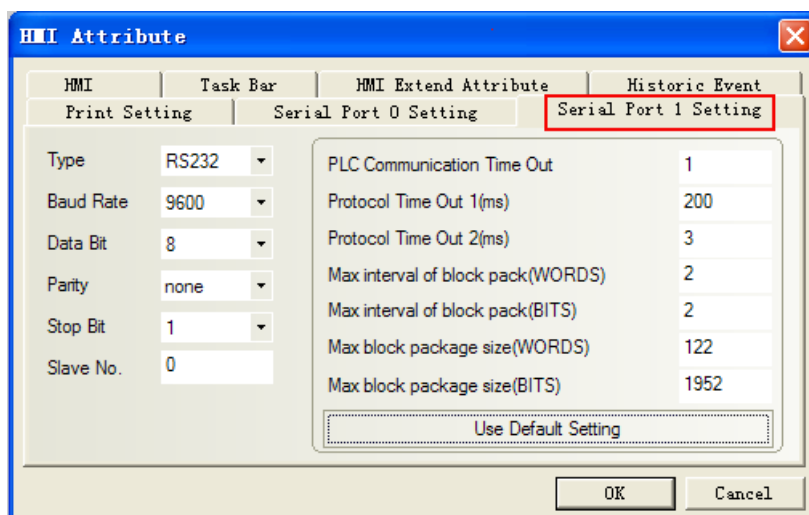 HMI Attribute
HMI Task Bar HMI Extend Attribute Historic Event
Print Setting Serial Port 0 Setting Serial Port 1 Setting
Type RS232
Baud Rate 9600
Data Bit 8
Parity none
Stop Bit 1
Slave No. 0
PLC Communication Time Out 1
Protocol Time Out 1(ms) 200
Protocol Time Out 2(ms) 3
Max interval of block pack(WORDS) 2
Max interval of block pack(BITS) 2
Max block package size(WORDS) 122
Max block package size(BITS) 1952
Use Default Setting
OK Cancel